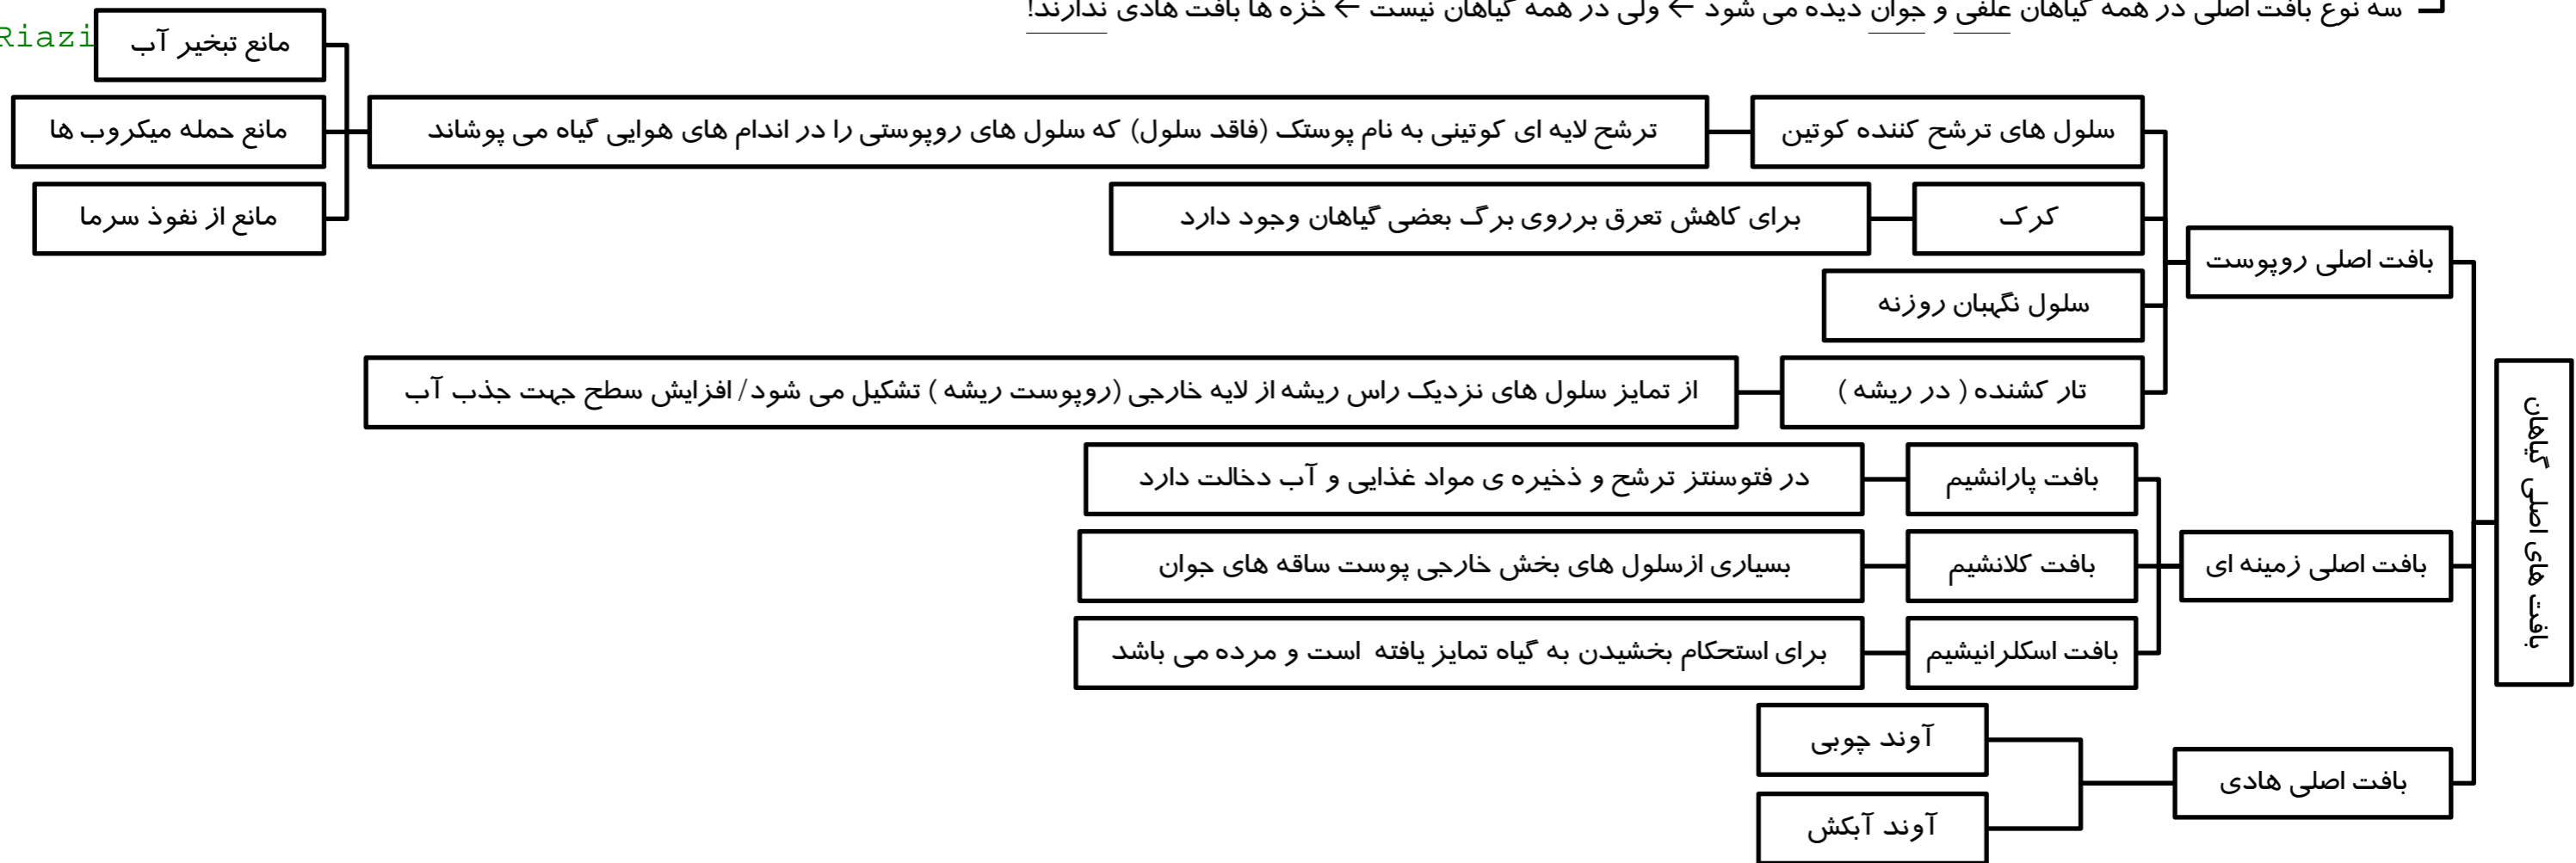 سه نوع بافت اصلی در همه گیاهان علفی و جوان دیده می شود ← ولی در همه گیاهان نیست ← خزه ها بافت هادی ندارند!
Riazi
بافت های اصلی گیاهان
بافت اصلی روپوست
سلول های ترشح کننده کوتین
ترشح لایه ای کوتینی به نام پوستک (فاقد سلول) که سلول های روپوستی را در اندام های هوایی گیاه می پوشاند
مانع تبخیر آب
مانع حمله میکروب ها
مانع از نفوذ سرما
کرک
برای کاهش تعرق برروی برگ بعضی گیاهان وجود دارد
سلول نگهبان روزنه
تار کشنده ( در ریشه )
از تمایز سلول های نزدیک راس ریشه از لایه خارجی (روپوست ریشه ) تشکیل می شود/ افزایش سطح جهت جذب آب
بافت اصلی زمینه ای
بافت پارانشیم
در فتوسنتز ترشح و ذخیره ی مواد غذایی و آب دخالت دارد
بافت کلانشیم
بسیاری ازسلول های بخش خارجی پوست ساقه های جوان
بافت اسکلرانیشیم
برای استحکام بخشیدن به گیاه تمایز یافته است و مرده می باشد
بافت اصلی هادی
آوند چوبی
آوند آبکش